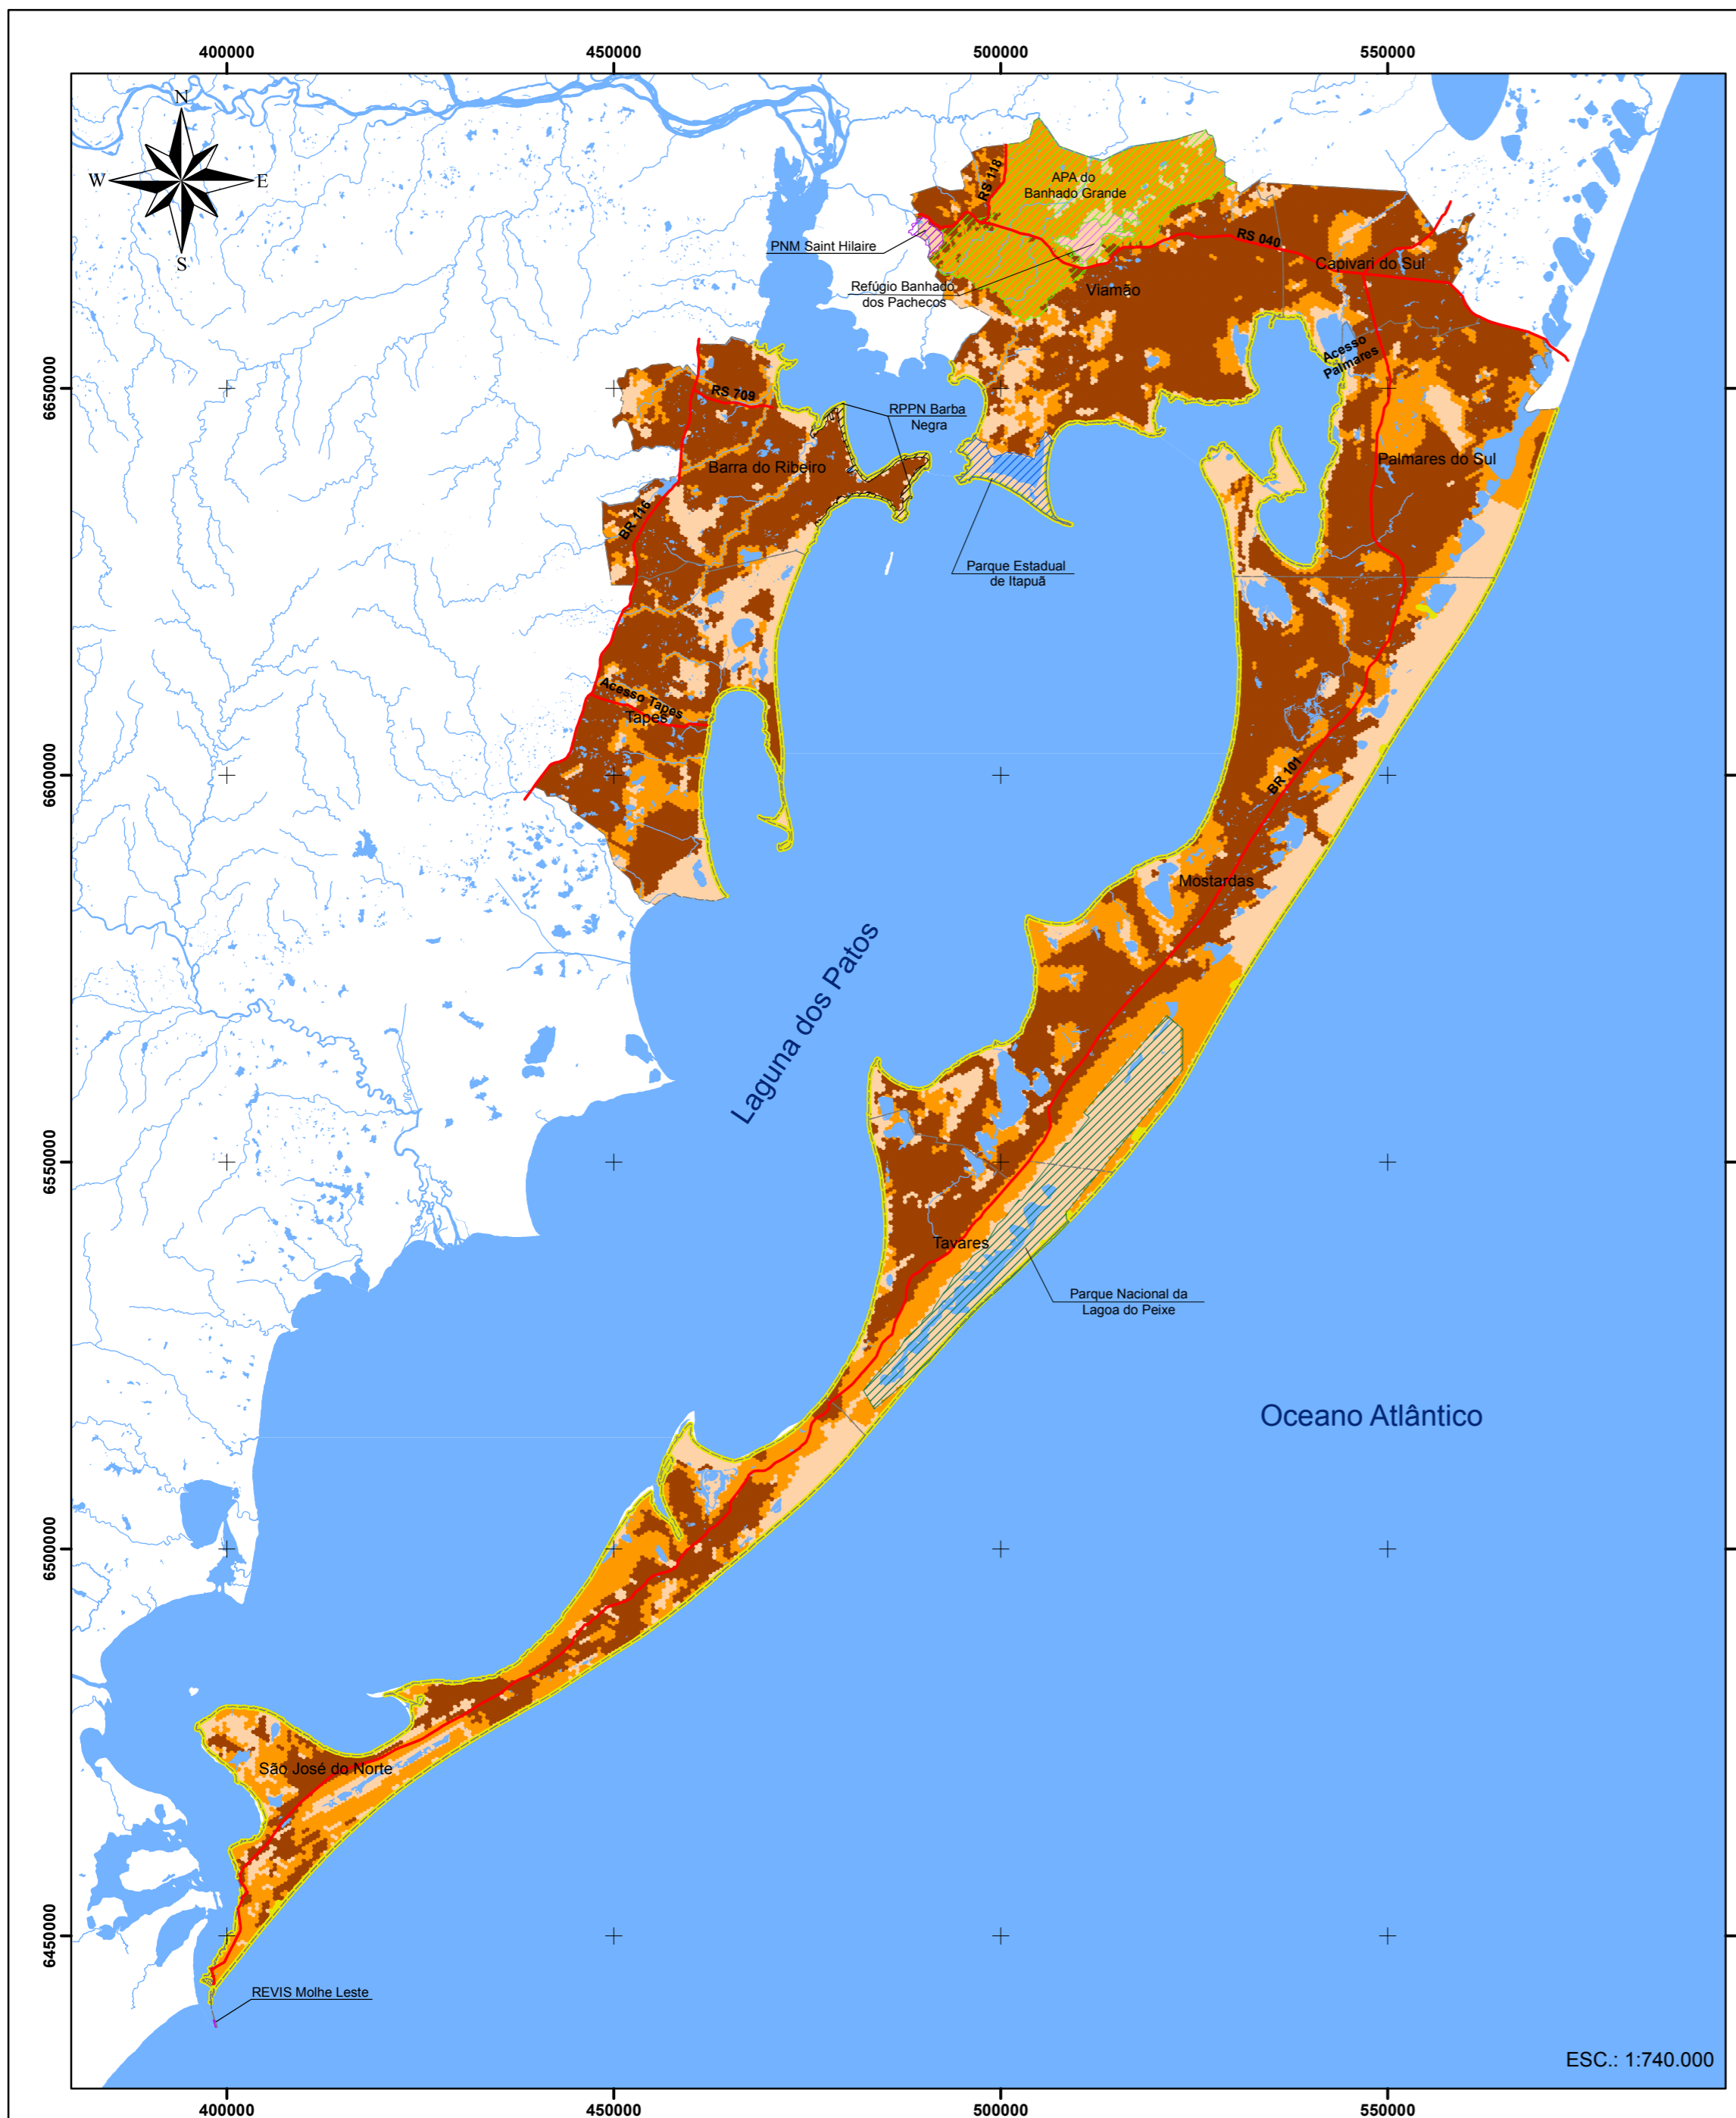 400000
450000
500000
550000
N
W
E
S
RS 118
APA do
Banhado Grande
PNM Saint Hilaire
RS 040
Capivari do Sul
Refúgio Banhado
dos Pachecos
Viamão
Acesso
Palmares
6650000
RS 709
RPPN Barba
Negra
Barra do Ribeiro
Palmares do Sul
BR 116
Parque Estadual
de Itapuã
Acesso Tapes
Tapes
6600000
BR 101
Mostardas
Laguna dos Patos
6550000
Tavares
Parque Nacional da
Lagoa do Peixe
Oceano Atlântico
6500000
São José do Norte
6450000
REVIS Molhe Leste
ESC.: 1:740.000
400000
450000
500000
550000